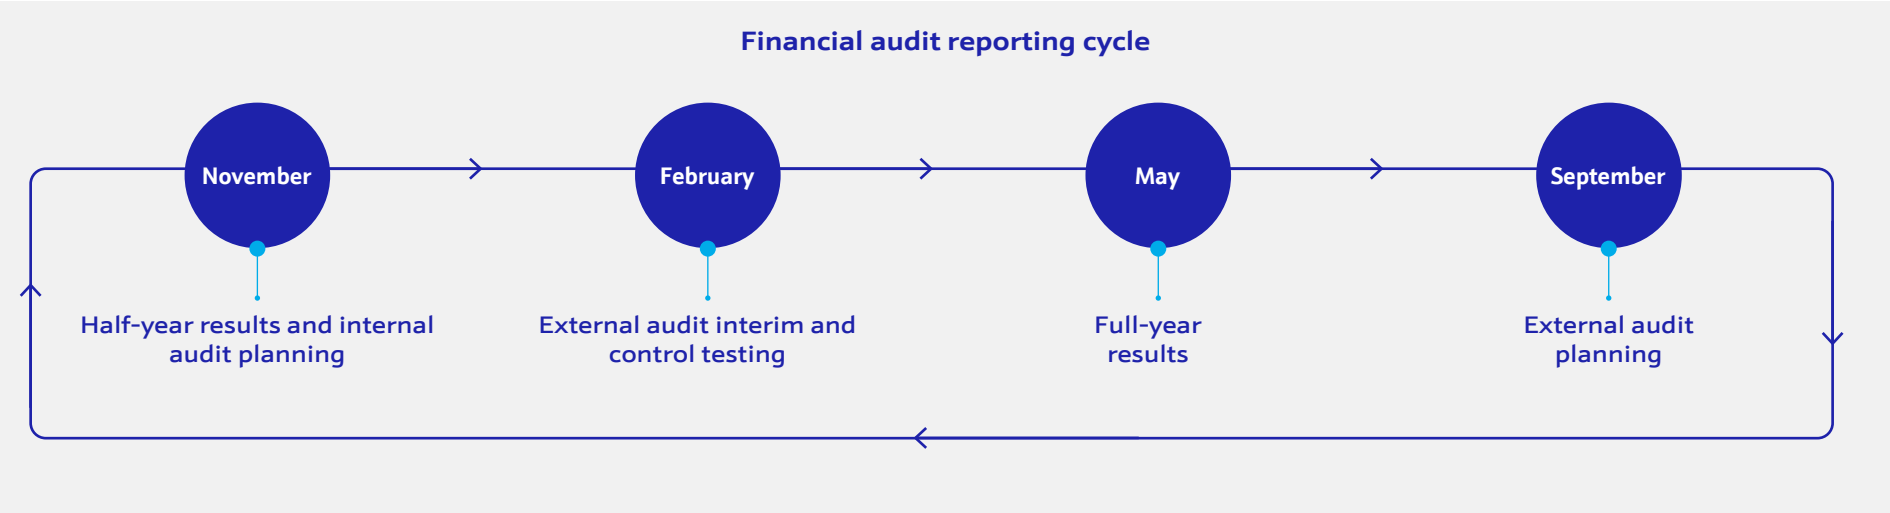 Financial audit reporting cycle
November
February
May
September
Half-year results and internal
audit planning
External audit interim and
control testing
Full-year
results
External audit
planning